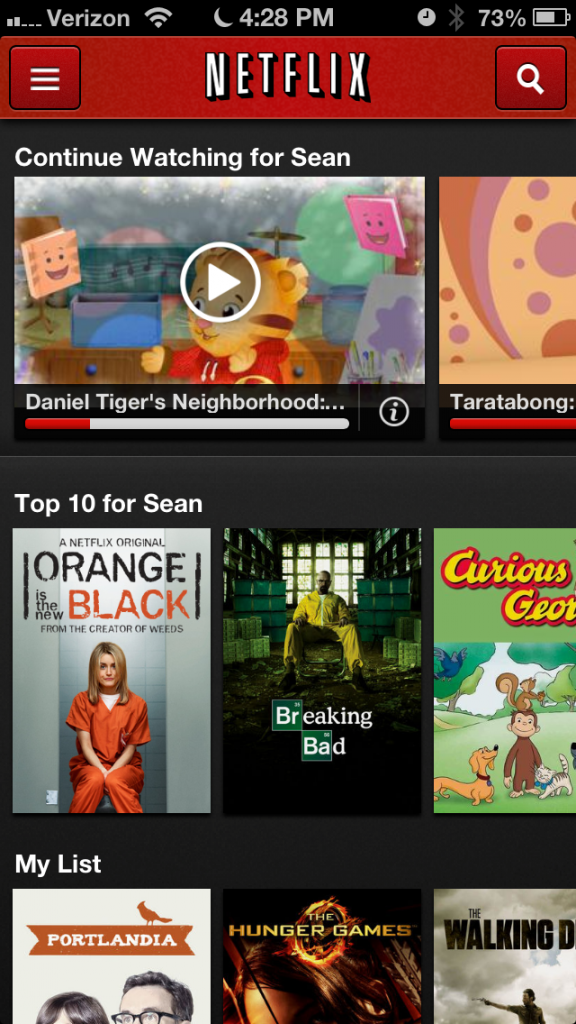 Verizon 4:28 PM 73%
NETFLIX
Continue Watching for Sean
Daniel Tiger's Neighborhood:...
Taratabong:
Top 10 for Sean
A NETFLIX ORIGINAL
ORANGE
is the new BLACK
FROM THE CREATOR OF WEEDS
Breaking
Bad
35
56
Curious
Geor
My List
PORTLANDIA
THE
HUNGER GAMES
THE
WALKING D